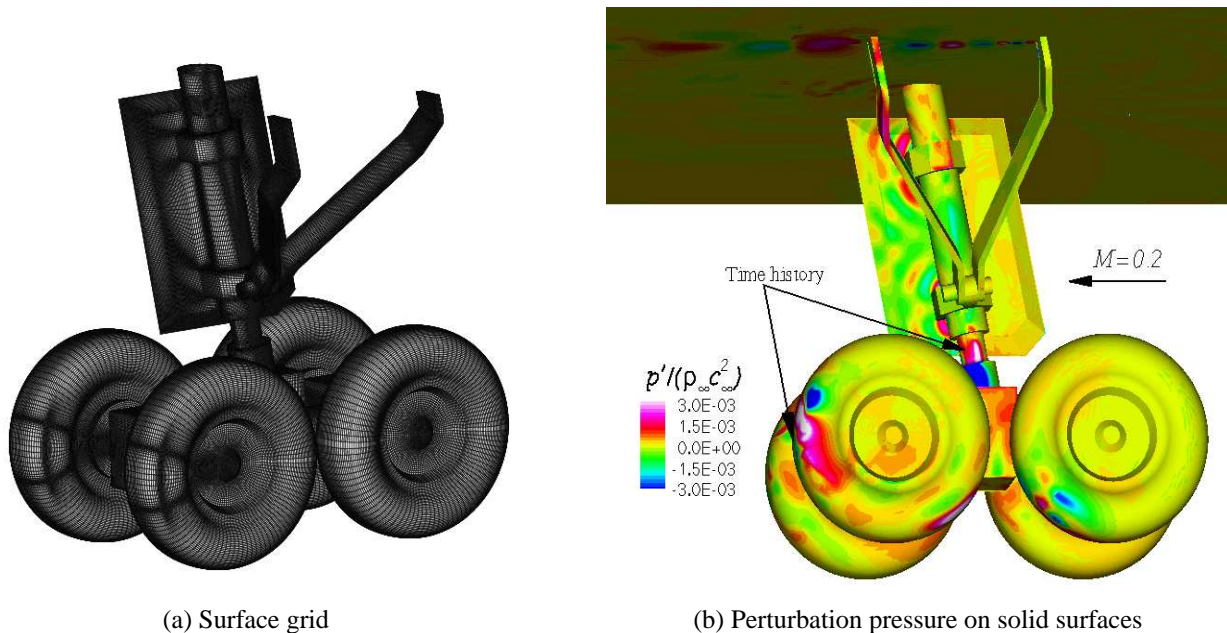 Time history
M=0.2
p'/(ρ∞c²∞)
3.0E-03
1.5E-03
0.0E+00
-1.5E-03
-3.0E-03
(a) Surface grid
(b) Perturbation pressure on solid surfaces